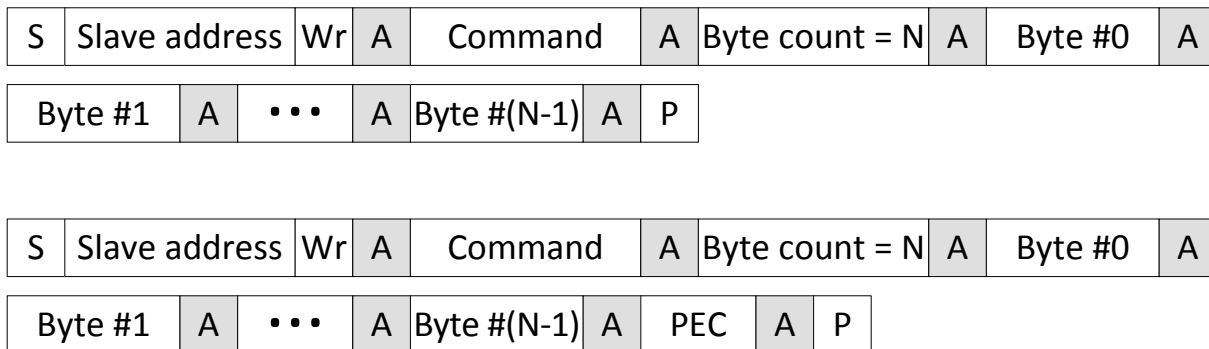 S Slave address Wr A Command A Byte count = N A Byte #0 A
Byte #1 A ••• A Byte #(N-1) A P
S Slave address Wr A Command A Byte count = N A Byte #0 A
Byte #1 A ••• A Byte #(N-1) A PEC A P